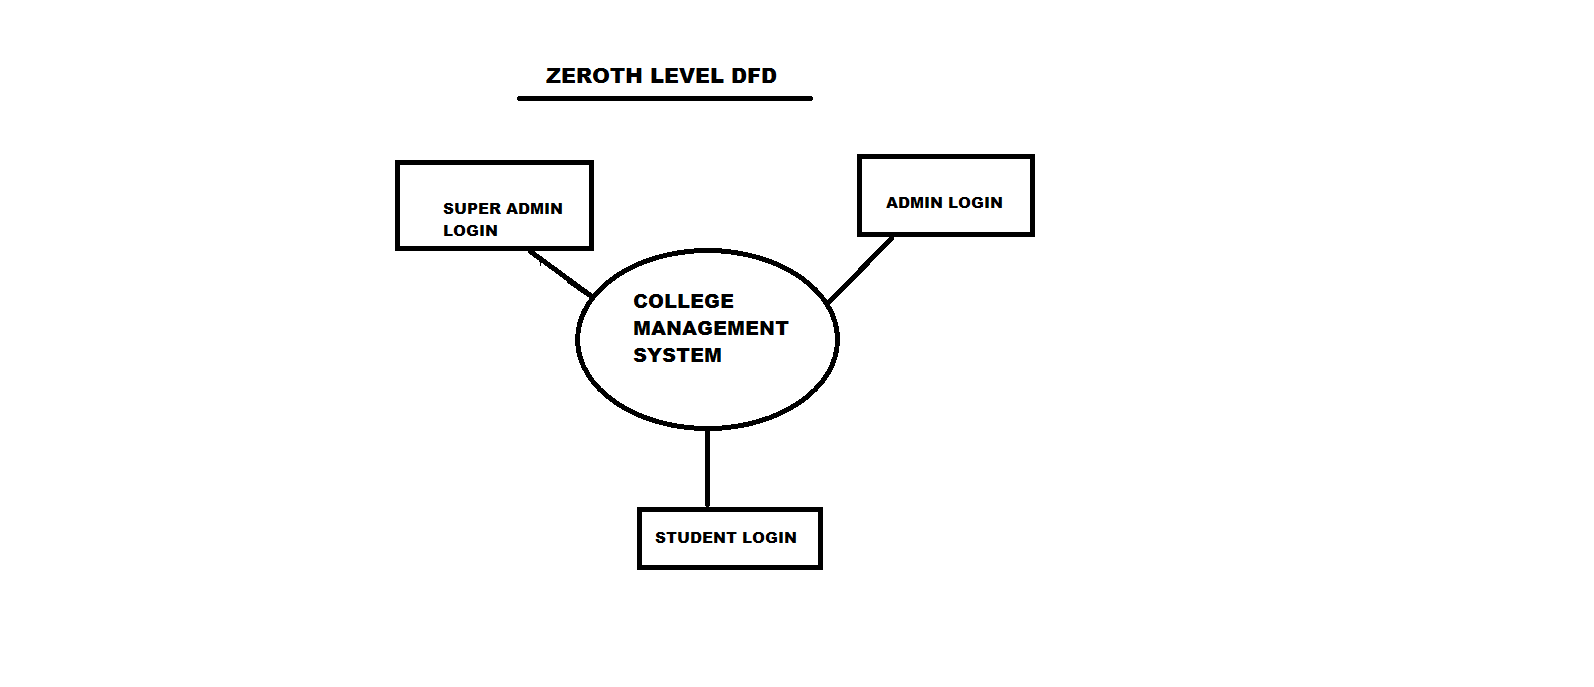 ZEROTH LEVEL DFD
SUPER ADMIN
LOGIN
ADMIN LOGIN
COLLEGE
MANAGEMENT
SYSTEM
STUDENT LOGIN